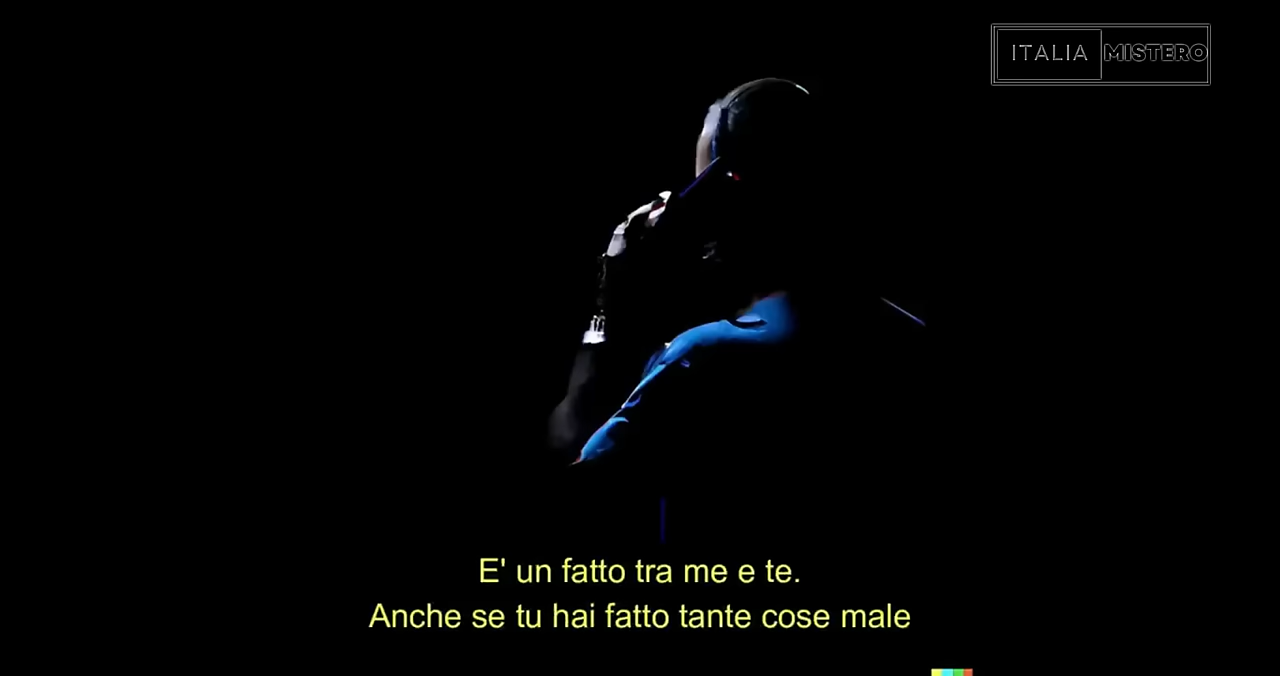 ITALIA MISTERO
E' un fatto tra me e te.
Anche se tu hai fatto tante cose male